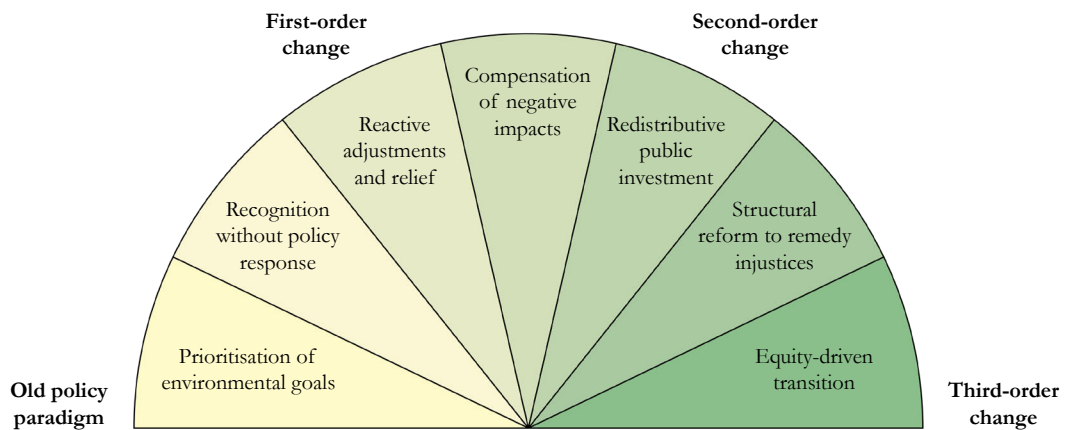 First-order
change
Second-order
change
Compensation
of negative
impacts
Reactive
adjustments
and relief
Redistributive
public
investment
Recognition
without policy
response
Structural
reform to remedy
injustices
Prioritisation of
environmental goals
Equity-driven
transition
Old policy
paradigm
Third-order
change